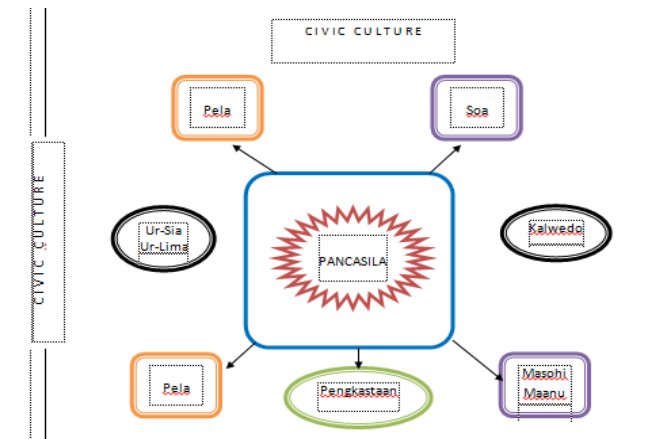 CIVIC CULTURE
Pela
Soa
CIVIC CULTURE
Ur-Sia
Ur-Lima
PANCASILA
Kalwedo
Pela
Pengkastaan
Masohi
Maanu